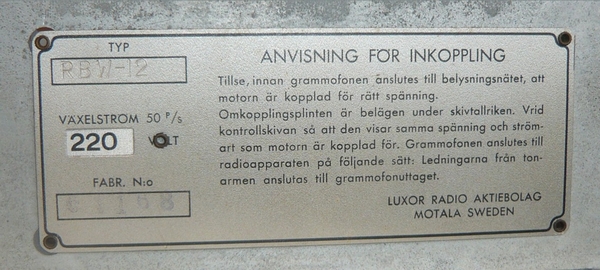 TYP
RBW-12
VÄXELSTRÖM 50 P/s
220 VOLT
FABR. N:o
ANVISNING FÖR INKOPPLING
Tillse, innan grammofonen anslutes till belysningsnätet, att
motorn är kopplad för rätt spänning.
Omkopplingsplinten är belägen under skivtallriken. Vrid
kontrollskivan så att den visar samma spänning och ström-
art som motorn är kopplad för. Grammofonen anslutes till
radioapparaten på följande sätt: Ledningarna från ton-
armen anslutas till grammofonuttaget.
LUXOR RADIO AKTIEBOLAG
MOTALA SWEDEN